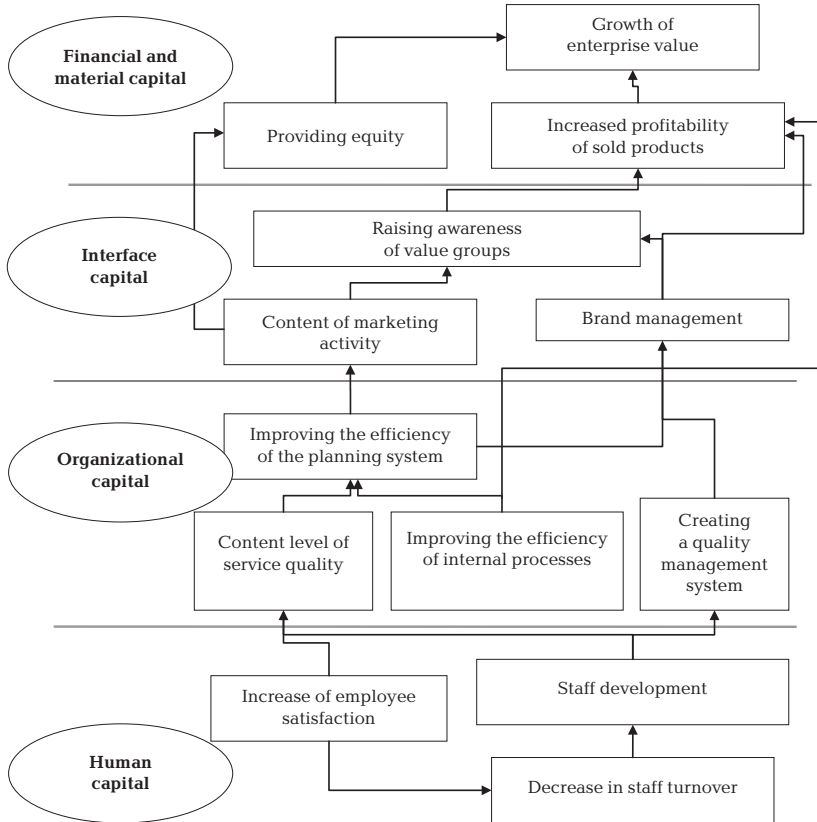 Growth of
enterprise value
Financial and
material capital
Providing equity
Increased profitability
of sold products
Raising awareness
of value groups
Interface
capital
Content of marketing
activity
Brand management
Improving the efficiency
of the planning system
Organizational
capital
Content level of
service quality
Improving the efficiency
of internal processes
Creating
a quality
management
system
Increase of employee
satisfaction
Staff development
Human
capital
Decrease in staff turnover